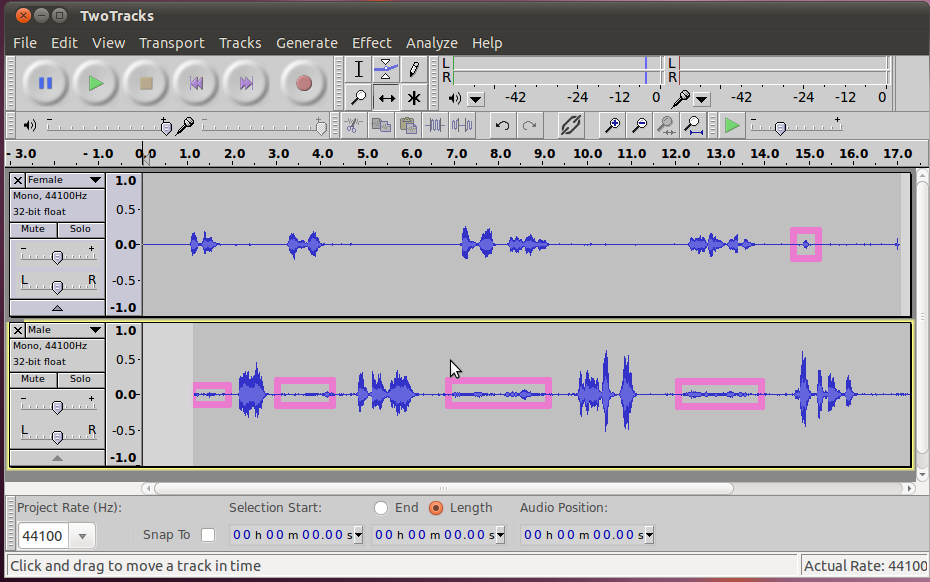 TwoTracks
File Edit View Transport Tracks Generate Effect Analyze Help
L
R
-42 -24 -12 0
L
R
-42 -24 -12 0
- +
- +
- +
- 3.0 - 1.0 0.0 1.0 2.0 3.0 4.0 5.0 6.0 7.0 8.0 9.0 10.0 11.0 12.0 13.0 14.0 15.0 16.0 17.0
Female
Mono, 44100Hz
32-bit float
Mute Solo
- +
L R
1.0
0.5
0.0
-0.5
-1.0
Male
Mono, 44100Hz
32-bit float
Mute Solo
- +
L R
1.0
0.5
0.0
-0.5
-1.0
Project Rate (Hz): Selection Start: End Length Audio Position:
44100 Snap To 00 h 00 m 00.00 s 00 h 00 m 00.00 s 00 h 00 m 00.00 s
Click and drag to move a track in time Actual Rate: 44100